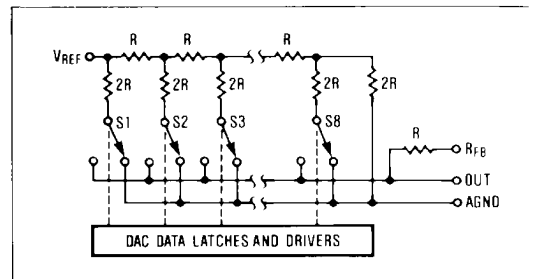 R R R
VREF
2R 2R 2R 2R 2R
S1 S2 S3 S8
R RFB
OUT
AGND
DAC DATA LATCHES AND DRIVERS